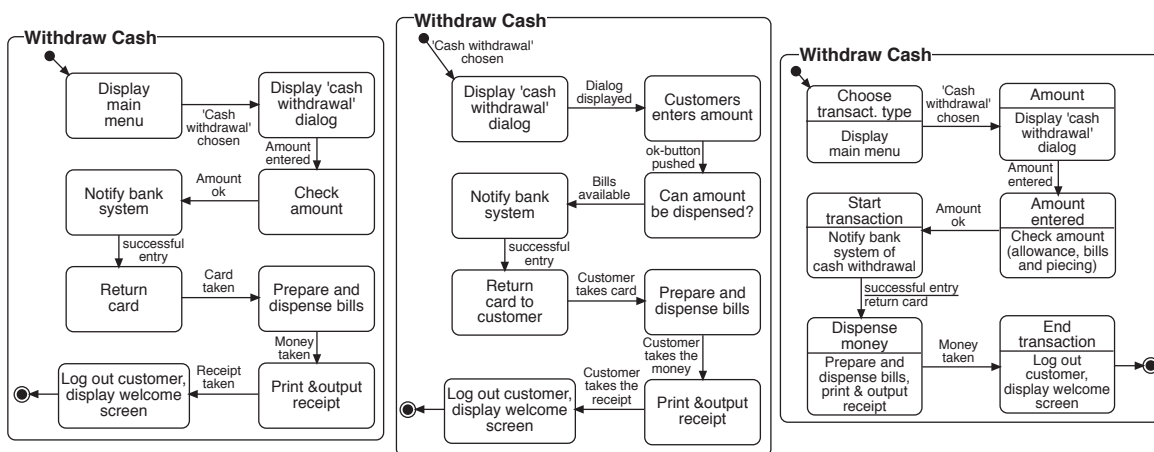 Withdraw Cash
Display
main
menu
'Cash
withdrawal'
chosen
Display 'cash
withdrawal'
dialog
Amount
entered
Check
amount
Amount
ok
Notify bank
system
successful
entry
Return
card
Card
taken
Prepare and
dispense bills
Money
taken
Print &output
receipt
Receipt
taken
Log out customer,
display welcome
screen
Withdraw Cash
'Cash withdrawal'
chosen
Display 'cash
withdrawal'
dialog
Dialog
displayed
Customers
enters amount
ok-button
pushed
Can amount
be dispensed?
Bills
available
Notify bank
system
successful
entry
Return
card to
customer
Customer
takes card
Prepare and
dispense bills
Customer
takes the
money
Print &output
receipt
Customer
takes the
receipt
Log out customer,
display welcome
screen
Withdraw Cash
Choose
transact. type
Display
main menu
'Cash
withdrawal'
chosen
Amount
Display 'cash
withdrawal'
dialog
Amount
entered
Amount
entered
Check amount
(allowance, bills
and piecing)
Amount
ok
Start
transaction
Notify bank
system of
cash withdrawal
successful entry
return card
Dispense
money
Prepare and
dispense bills,
print & output
receipt
Money
taken
End
transaction
Log out
customer,
display welcome
screen